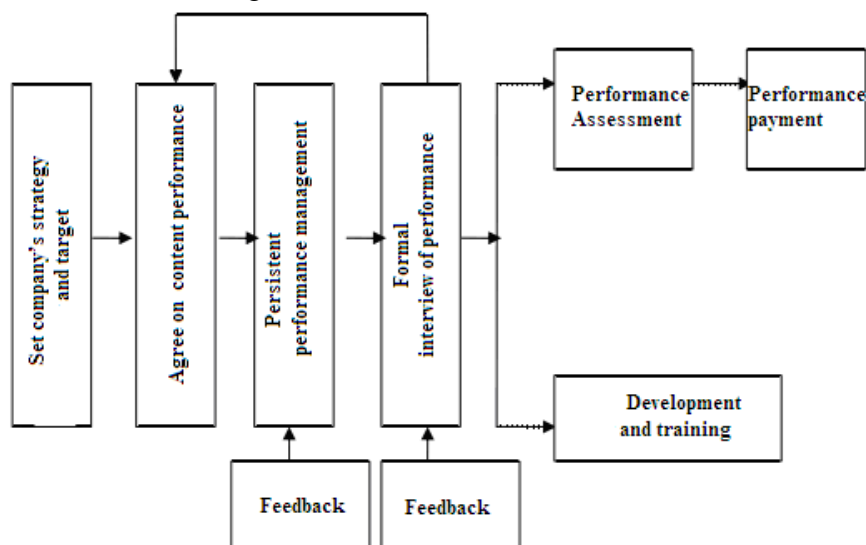 Set company's strategy
and target
Agree on content performance
Persistent
performance management
Formal
interview of performance
Performance
Assessment
Performance
payment
Development
and training
Feedback
Feedback